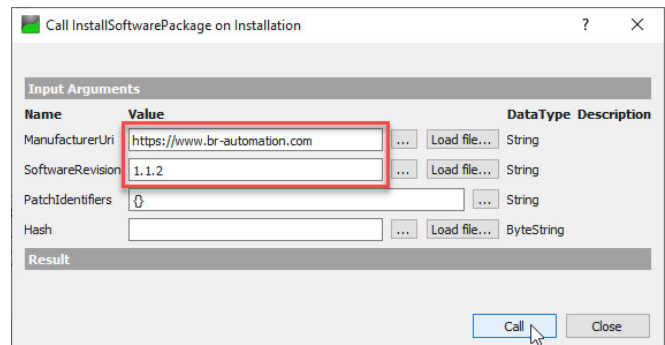 Call InstallSoftwarePackage on Installation ? ×
Input Arguments
Name Value DataType Description
ManufacturerUri https://www.br-automation.com ... Load file... String
SoftwareRevision 1.1.2 ... Load file... String
PatchIdentifiers {} ... String
Hash ... Load file... ByteString
Result
Call Close